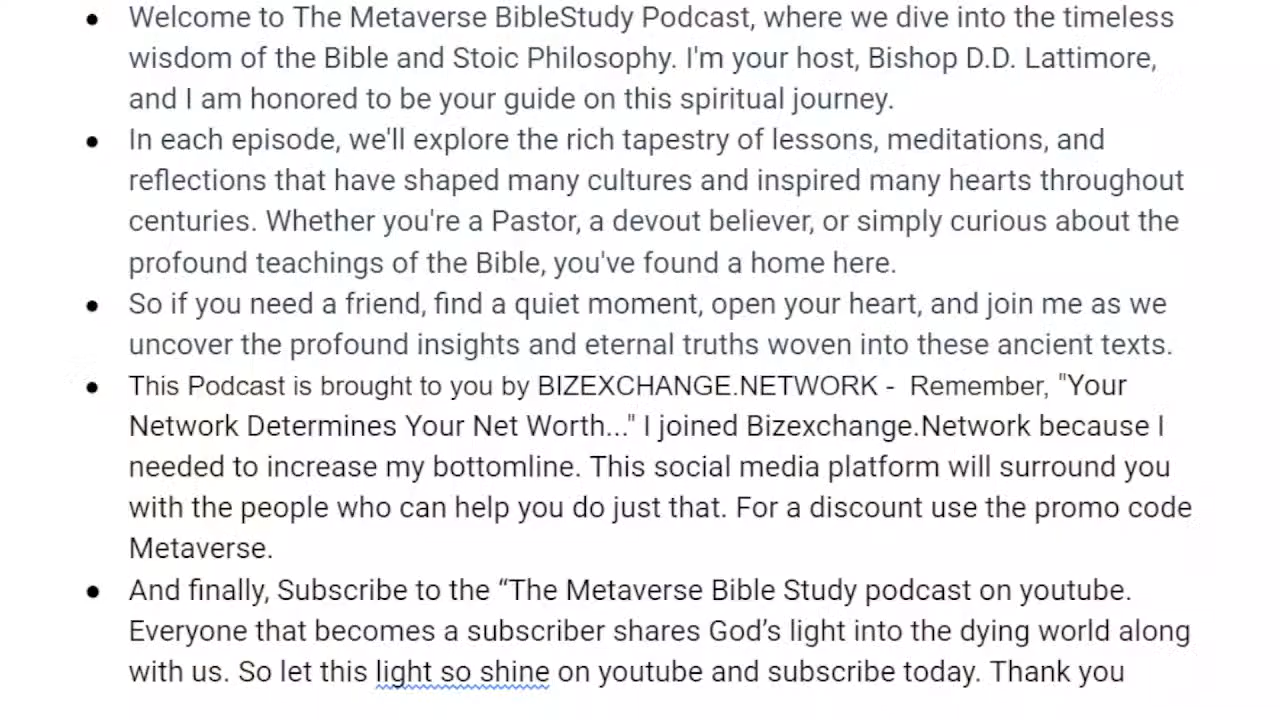 • Welcome to The Metaverse BibleStudy Podcast, where we dive into the timeless
wisdom of the Bible and Stoic Philosophy. I'm your host, Bishop D.D. Lattimore,
and I am honored to be your guide on this spiritual journey.
• In each episode, we'll explore the rich tapestry of lessons, meditations, and
reflections that have shaped many cultures and inspired many hearts throughout
centuries. Whether you're a Pastor, a devout believer, or simply curious about the
profound teachings of the Bible, you've found a home here.
• So if you need a friend, find a quiet moment, open your heart, and join me as we
uncover the profound insights and eternal truths woven into these ancient texts.
• This Podcast is brought to you by BIZEXCHANGE.NETWORK - Remember, "Your
Network Determines Your Net Worth..." I joined Bizexchange.Network because I
needed to increase my bottomline. This social media platform will surround you
with the people who can help you do just that. For a discount use the promo code
Metaverse.
• And finally, Subscribe to the “The Metaverse Bible Study podcast on youtube.
Everyone that becomes a subscriber shares God’s light into the dying world along
with us. So let this light so shine on youtube and subscribe today. Thank you